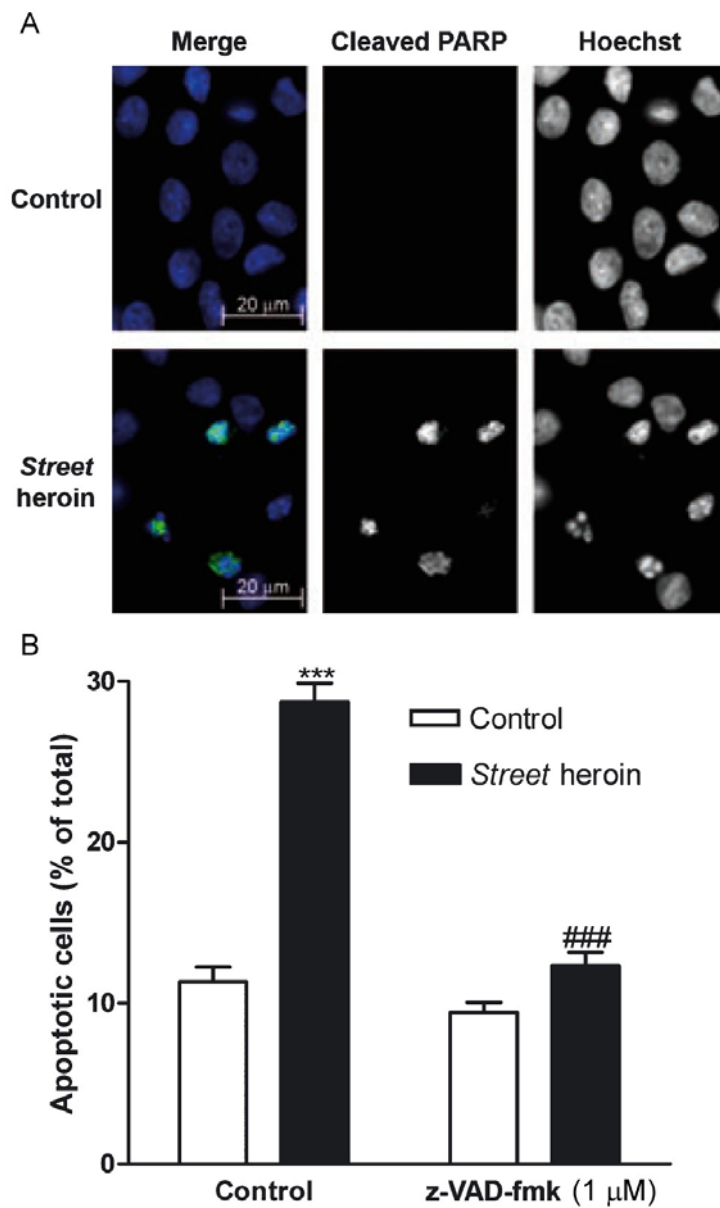 A
Merge Cleaved PARP Hoechst
Control
20 μm
Street
heroin
20 μm
B
30
***
Control
Street heroin
20
###
10
0
Apoptotic cells (% of total)
Control z-VAD-fmk (1 μM)